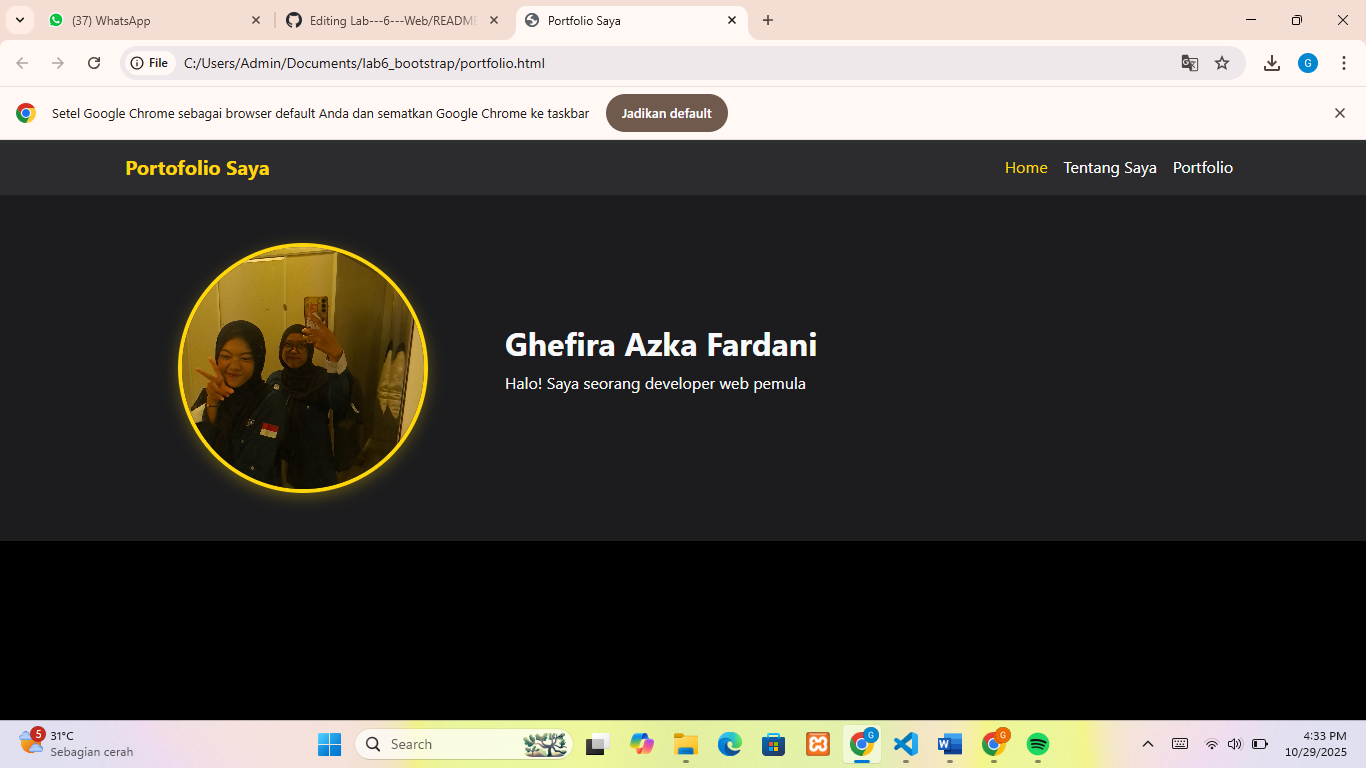 (37) WhatsApp
Editing Lab---6---Web/README
Portfolio Saya
File
C:/Users/Admin/Documents/lab6_bootstrap/portfolio.html
G
Setel Google Chrome sebagai browser default Anda dan sematkan Google Chrome ke taskbar
Jadikan default
Portofolio Saya
Home
Tentang Saya
Portfolio
Ghefira Azka Fardani
Halo! Saya seorang developer web pemula
5
31°C
Sebagian cerah
Search
G
G
4:33 PM
10/29/2025